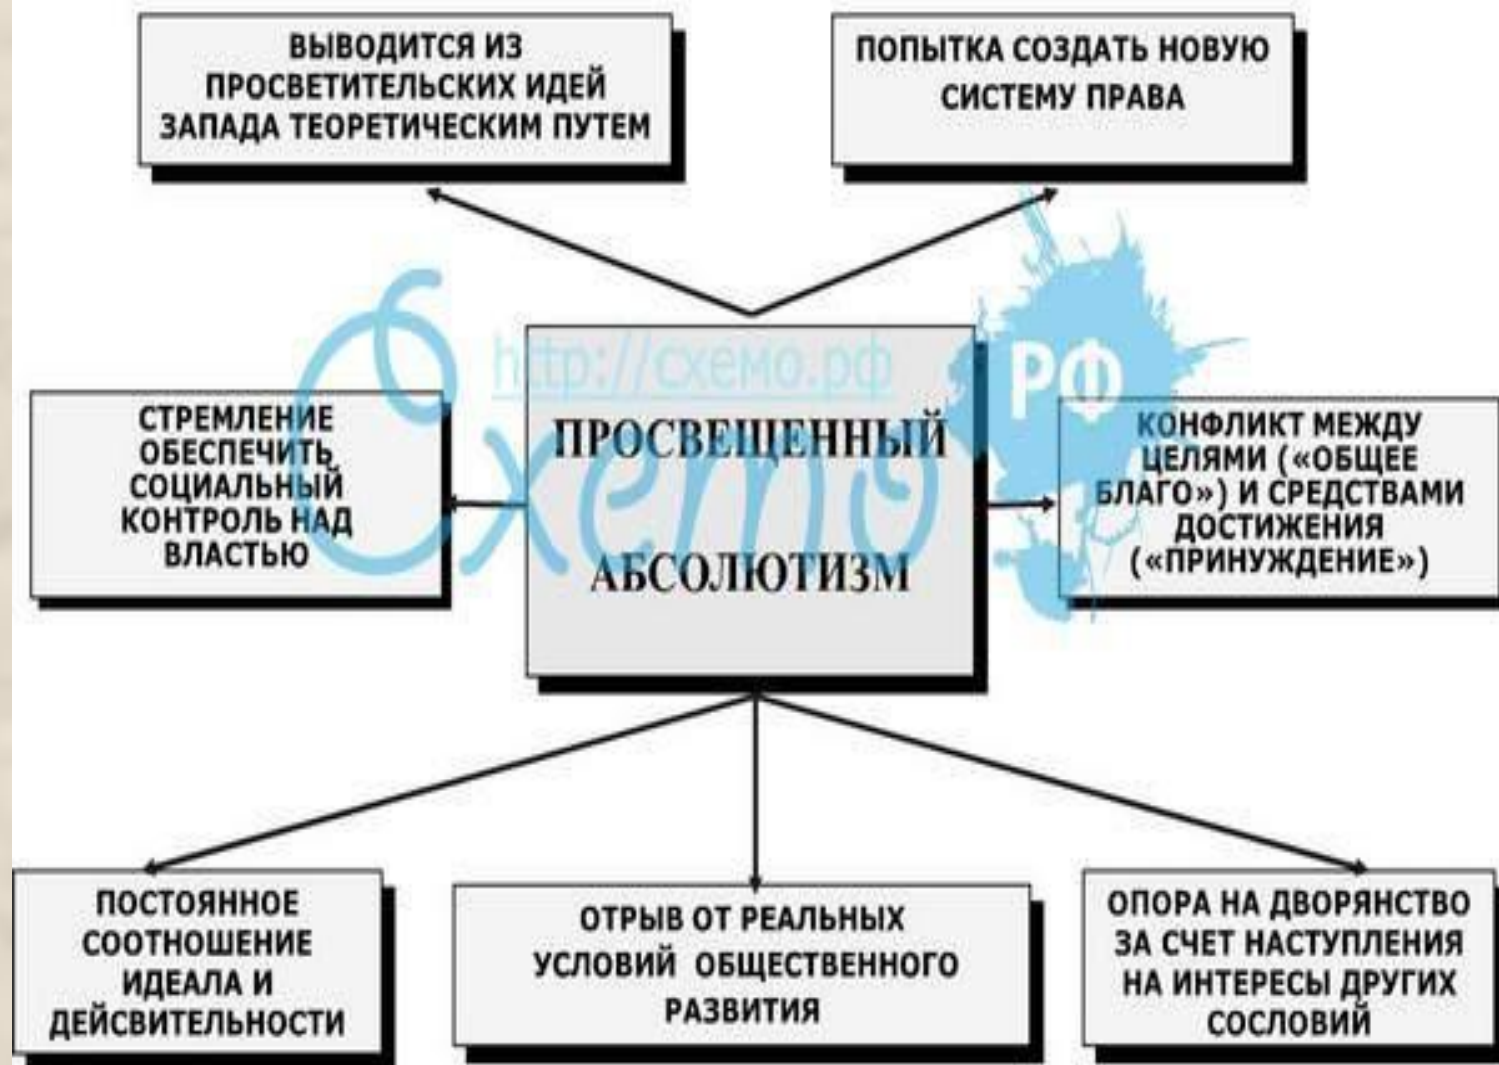 ВЫВОДИТСЯ ИЗ
ПРОСВЕТИТЕЛЬСКИХ ИДЕЙ
ЗАПАДА ТЕОРЕТИЧЕСКИМ ПУТЕМ
ПОПЫТКА СОЗДАТЬ НОВУЮ
СИСТЕМУ ПРАВА
http://схемо.рф
Схемо
РФ
СТРЕМЛЕНИЕ
ОБЕСПЕЧИТЬ
СОЦИАЛЬНЫЙ
КОНТРОЛЬ НАД
ВЛАСТЬЮ
ПРОСВЕЩЕННЫЙ
АБСОЛЮТИЗМ
КОНФЛИКТ МЕЖДУ
ЦЕЛЯМИ («ОБЩЕЕ
БЛАГО») И СРЕДСТВАМИ
ДОСТИЖЕНИЯ
(«ПРИНУЖДЕНИЕ»)
ПОСТОЯННОЕ
СООТНОШЕНИЕ
ИДЕАЛА И
ДЕЙСВИТЕЛЬНОСТИ
ОТРЫВ ОТ РЕАЛЬНЫХ
УСЛОВИЙ ОБЩЕСТВЕННОГО
РАЗВИТИЯ
ОПОРА НА ДВОРЯНСТВО
ЗА СЧЕТ НАСТУПЛЕНИЯ
НА ИНТЕРЕСЫ ДРУГИХ
СОСЛОВИЙ